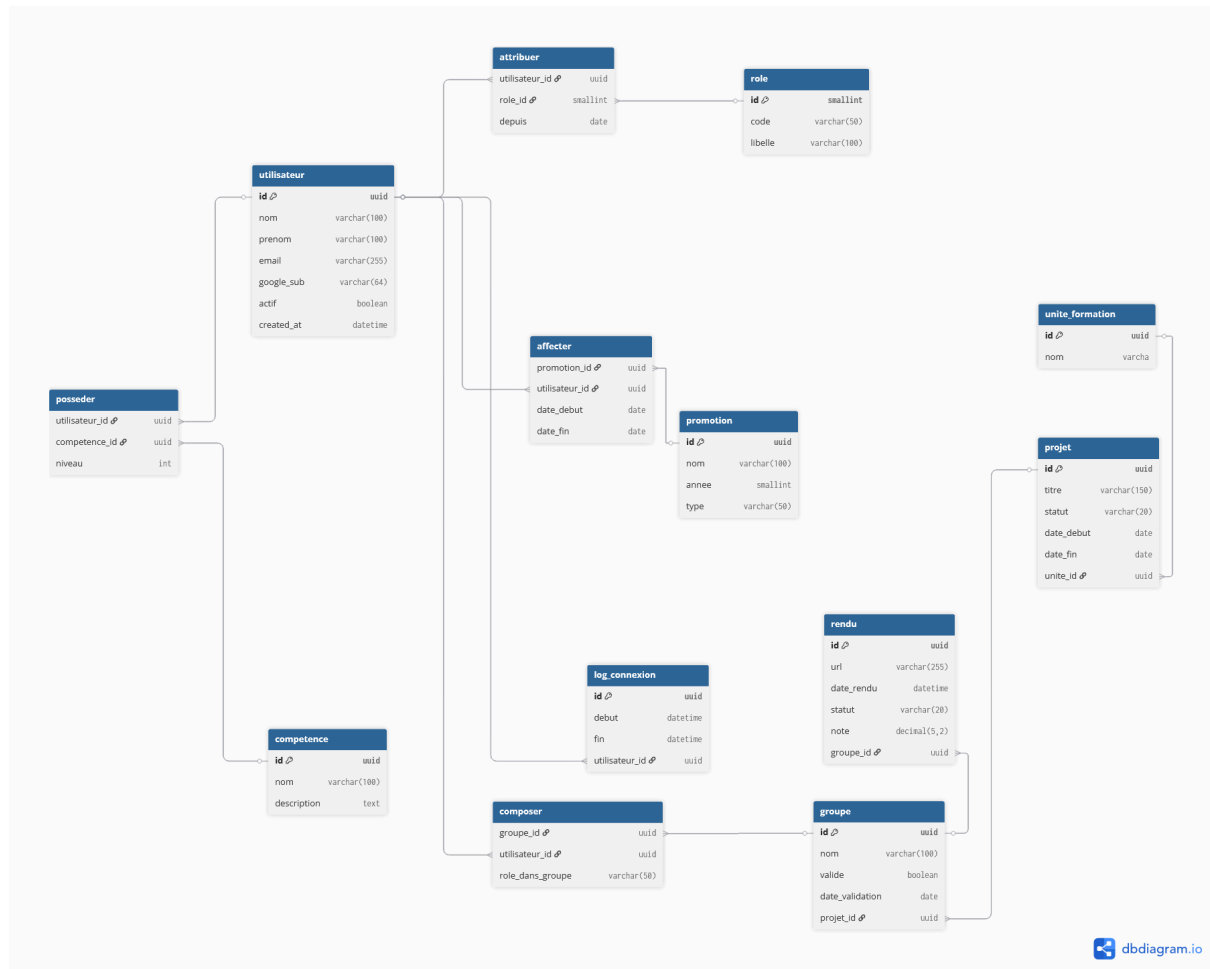 attribuer
utilisateur_id uuid
role_id smallint
depuis date
role
id smallint
code varchar(50)
libelle varchar(100)
utilisateur
id uuid
nom varchar(100)
prenom varchar(100)
email varchar(255)
google_sub varchar(64)
actif boolean
created_at datetime
unite_formation
id uuid
nom varcha
affecter
promotion_id uuid
utilisateur_id uuid
date_debut date
date_fin date
posseder
utilisateur_id uuid
competence_id uuid
niveau int
promotion
id uuid
nom varchar(100)
annee smallint
type varchar(50)
projet
id uuid
titre varchar(150)
statut varchar(20)
date_debut date
date_fin date
unite_id uuid
rendu
id uuid
url varchar(255)
date_rendu datetime
statut varchar(20)
note decimal(5,2)
groupe_id uuid
log_connexion
id uuid
debut datetime
fin datetime
utilisateur_id uuid
competence
id uuid
nom varchar(100)
description text
composer
groupe_id uuid
utilisateur_id uuid
role_dans_groupe varchar(50)
groupe
id uuid
nom varchar(100)
valide boolean
date_validation date
projet_id uuid
dbdiagram.io